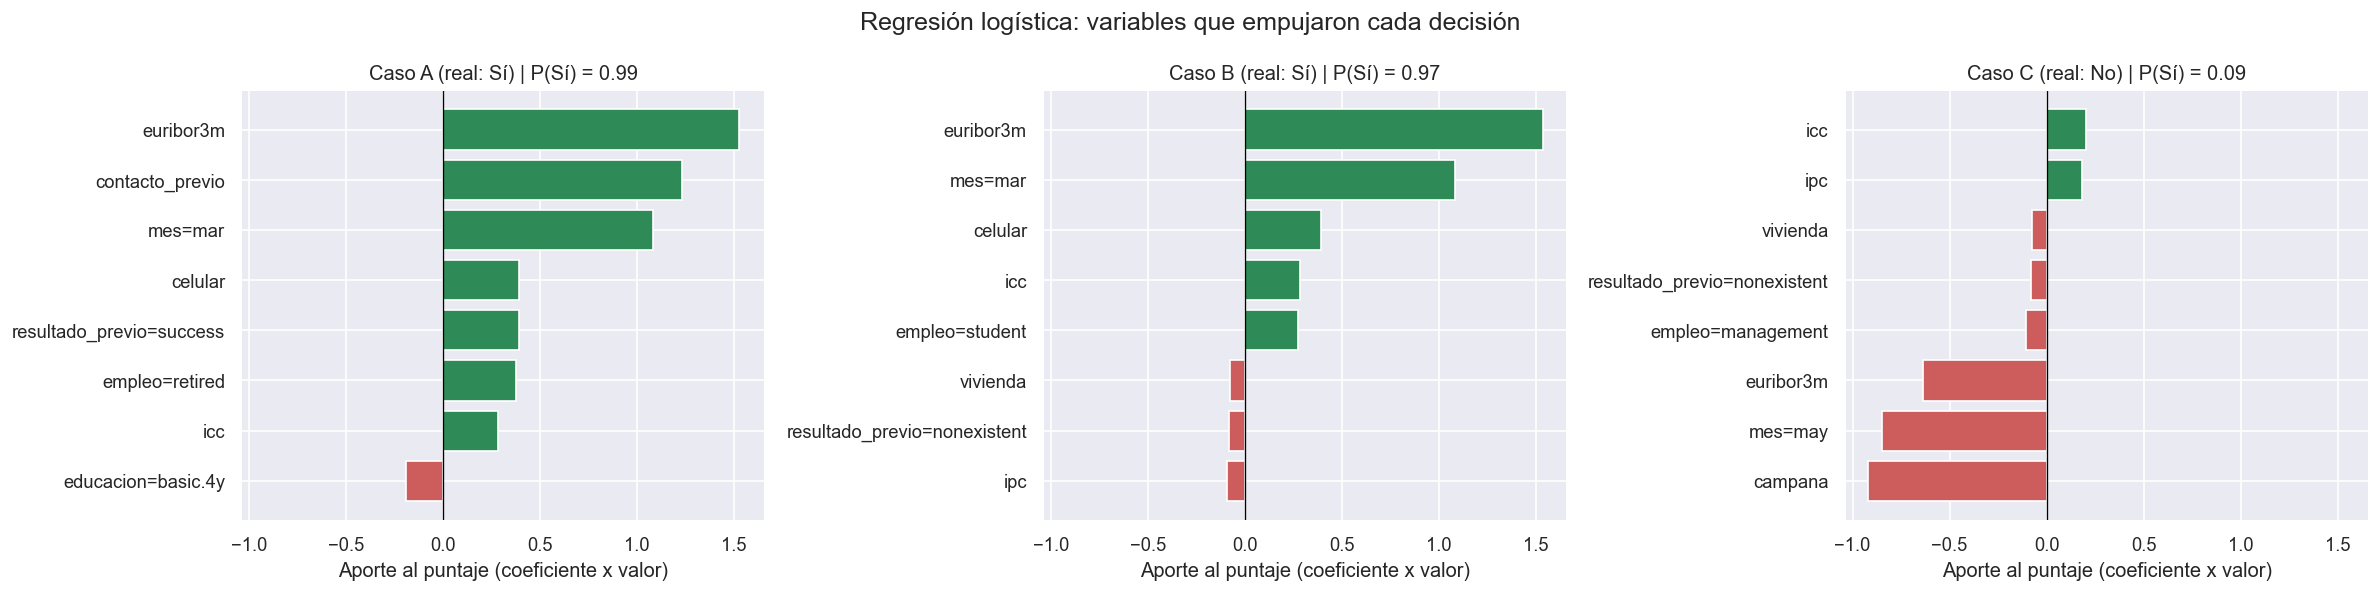 Regresión logística: variables que empujaron cada decisión
Caso A (real: Sí) | P(Sí) = 0.99
euribor3m
contacto_previo
mes=mar
celular
resultado_previo=success
empleo=retired
icc
educacion=basic.4y
−1.0 −0.5 0.0 0.5 1.0 1.5
Aporte al puntaje (coeficiente x valor)
Caso B (real: Sí) | P(Sí) = 0.97
euribor3m
mes=mar
celular
icc
empleo=student
vivienda
resultado_previo=nonexistent
ipc
−1.0 −0.5 0.0 0.5 1.0 1.5
Aporte al puntaje (coeficiente x valor)
Caso C (real: No) | P(Sí) = 0.09
icc
ipc
vivienda
resultado_previo=nonexistent
empleo=management
euribor3m
mes=may
campana
−1.0 −0.5 0.0 0.5 1.0 1.5
Aporte al puntaje (coeficiente x valor)